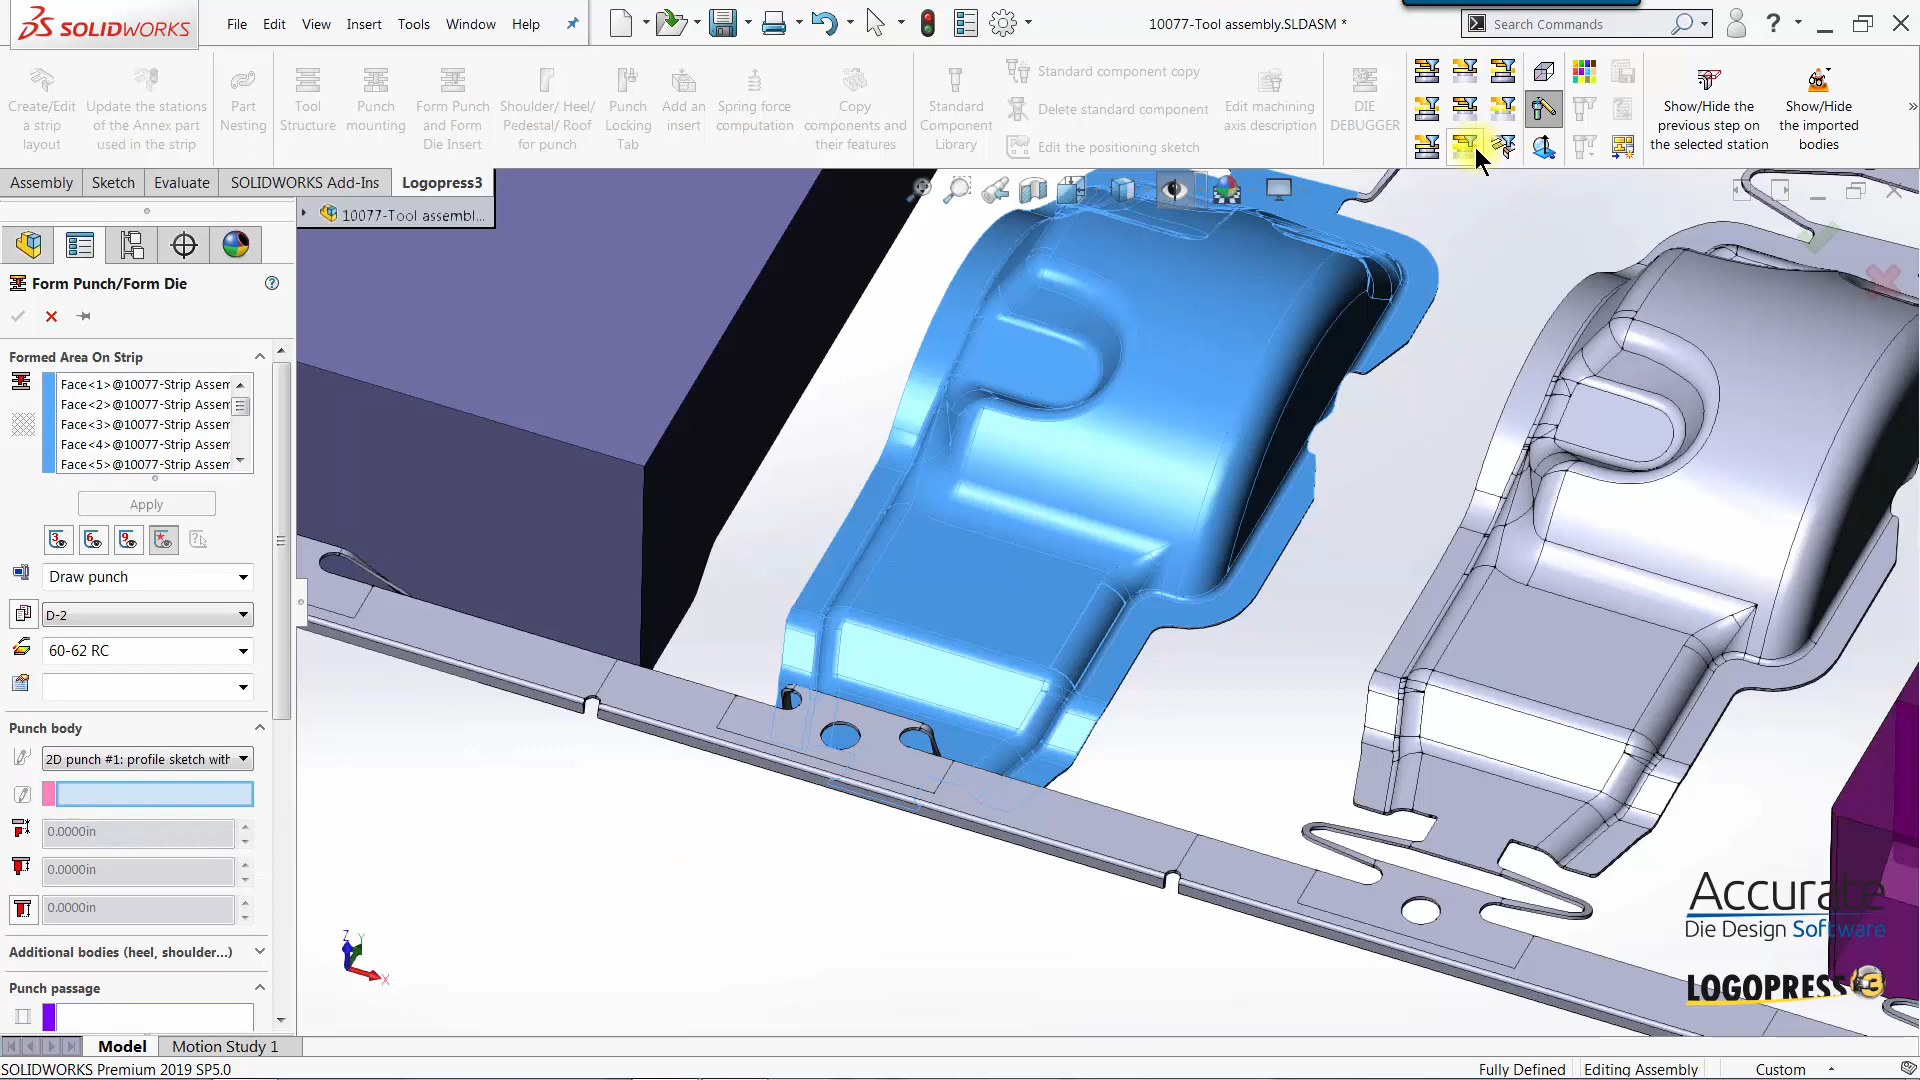 SOLIDWORKS
File Edit View Insert Tools Window Help
10077-Tool assembly.SLDASM *
Search Commands
Create/Edit a strip layout
Update the stations of the Annex part used in the strip
Part Nesting
Tool Structure
Punch mounting
Form Punch and Form Die Insert
Shoulder/ Heel/ Pedestal/ Roof for punch
Punch Locking Tab
Add an insert
Spring force computation
Copy components and their features
Standard Component Library
Standard component copy
Delete standard component
Edit the positioning sketch
Edit machining axis description
DIE DEBUGGER
Show/Hide the previous step on the selected station
Show/Hide the imported bodies
Assembly Sketch Evaluate SOLIDWORKS Add-Ins Logopress3
10077-Tool assembl...
Form Punch/Form Die
Formed Area On Strip
Face<1>@10077-Strip Assem
Face<2>@10077-Strip Assem
Face<3>@10077-Strip Assem
Face<4>@10077-Strip Assem
Face<5>@10077-Strip Assem
Apply
3 6 9
Draw punch
D-2
60-62 RC
Punch body
2D punch #1: profile sketch with
0.0000in
0.0000in
0.0000in
Additional bodies (heel, shoulder...)
Punch passage
Z Y X
Accurate
Die Design Software
LOGOPRESS 3
Model Motion Study 1
SOLIDWORKS Premium 2019 SP5.0
Fully Defined Editing Assembly Custom